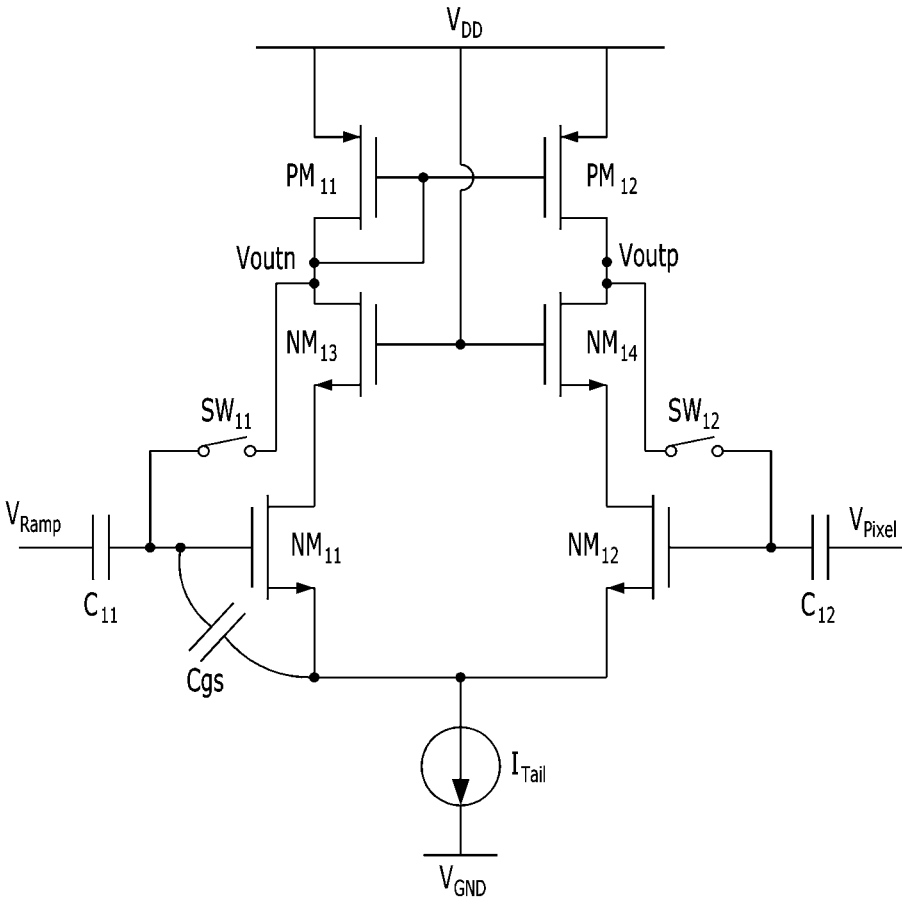 V_DD
PM_11
PM_12
Voutn
Voutp
NM_13
NM_14
SW_11
SW_12
V_Ramp
V_Pixel
NM_11
NM_12
C_11
C_12
Cgs
I_Tail
V_GND